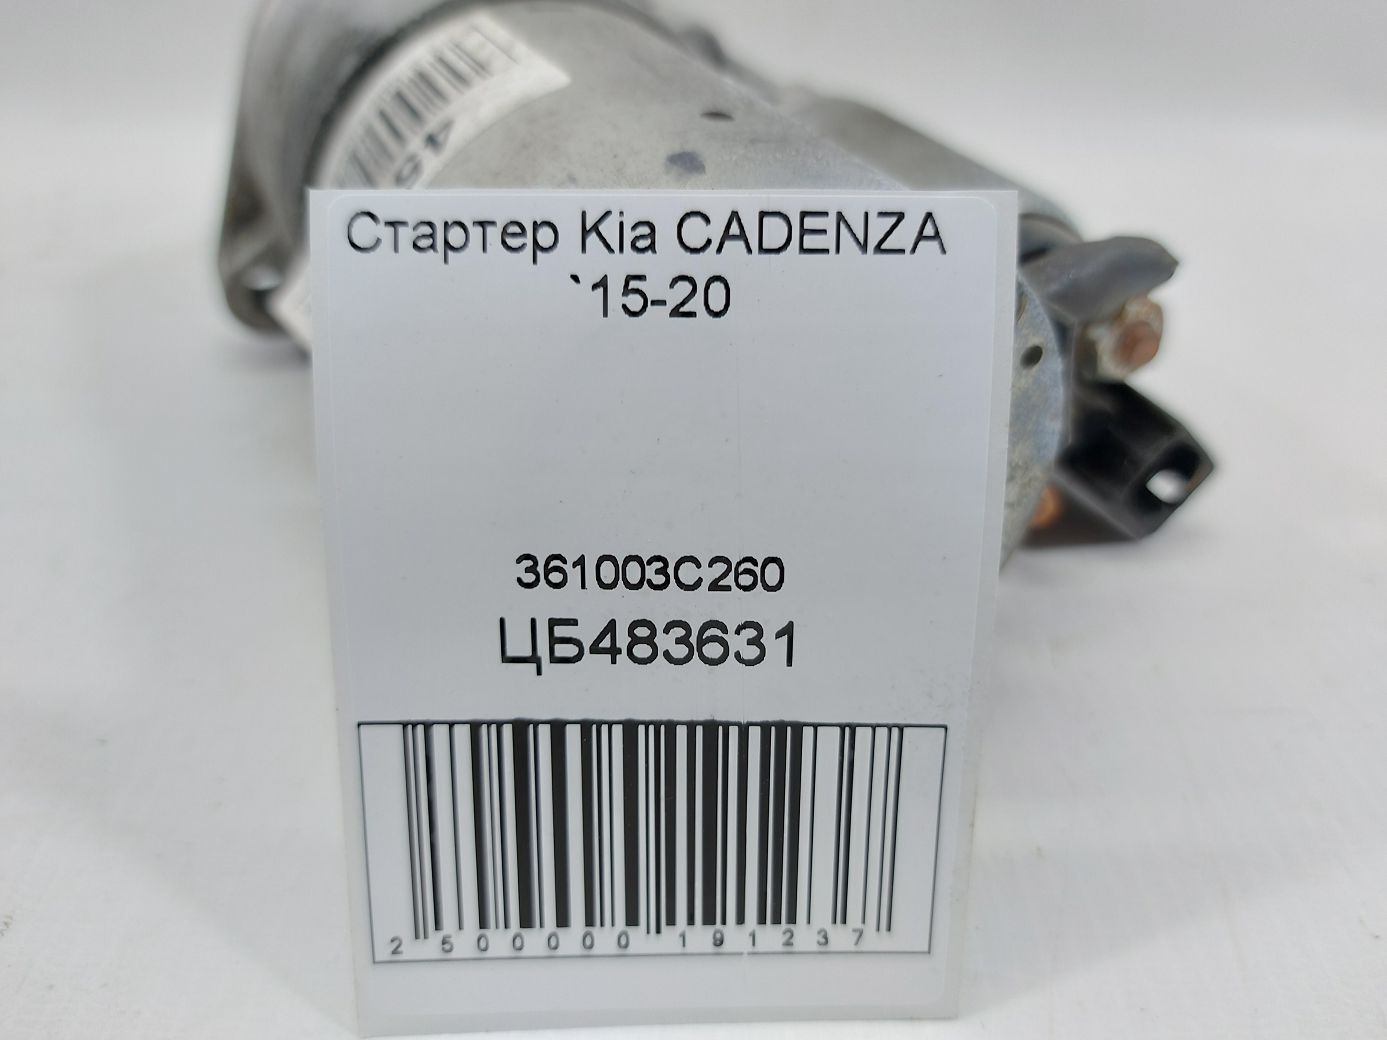 Стартер Kia CADENZA
`15-20
361003C260
ЦБ483631
2 500000 191237